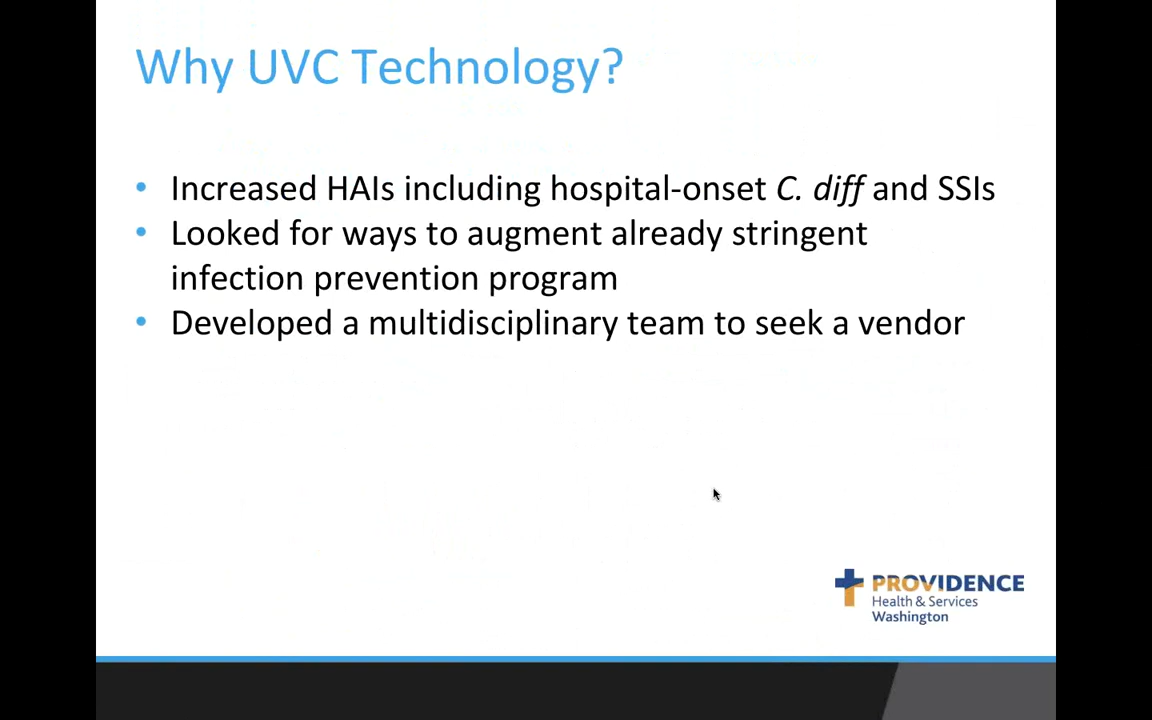 Why UVC Technology?
• Increased HAIs including hospital-onset C. diff and SSIs
• Looked for ways to augment already stringent
infection prevention program
• Developed a multidisciplinary team to seek a vendor
PROVIDENCE
Health & Services
Washington